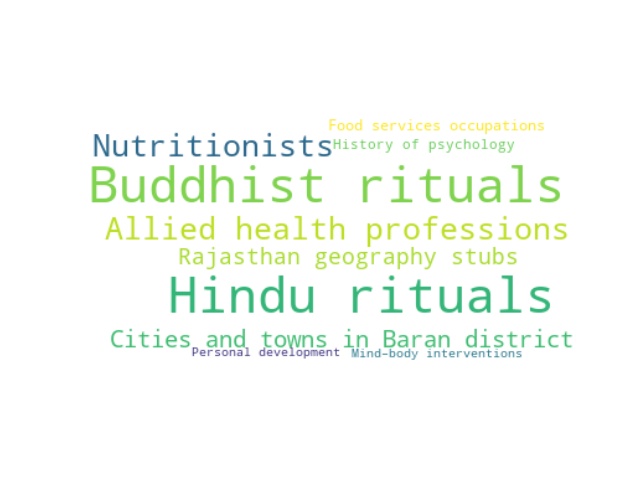 Food services occupations
Nutritionists
History of psychology
Buddhist rituals
Allied health professions
Rajasthan geography stubs
Hindu rituals
Cities and towns in Baran district
Personal development
Mind-body interventions